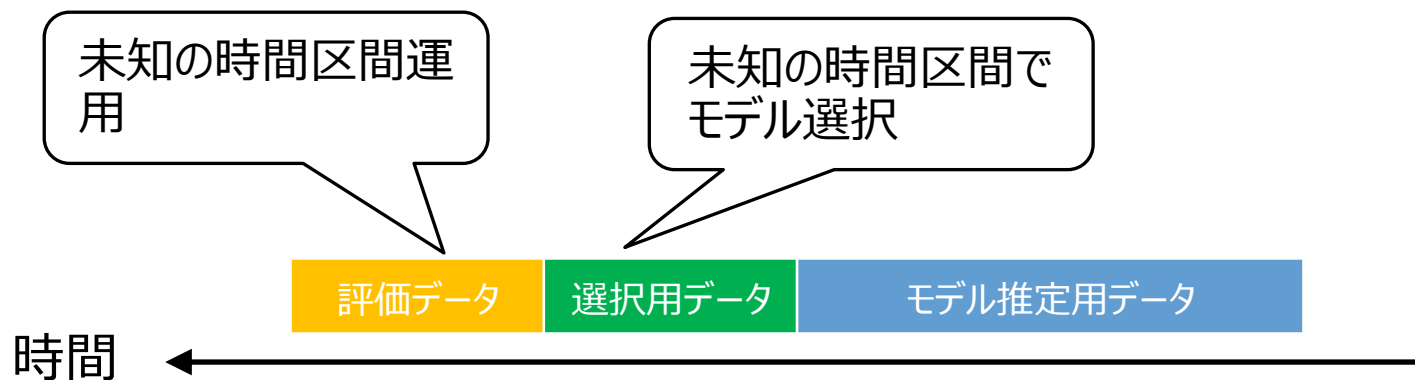 未知の時間区間運
用
未知の時間区間で
モデル選択
評価データ
選択用データ
モデル推定用データ
時間